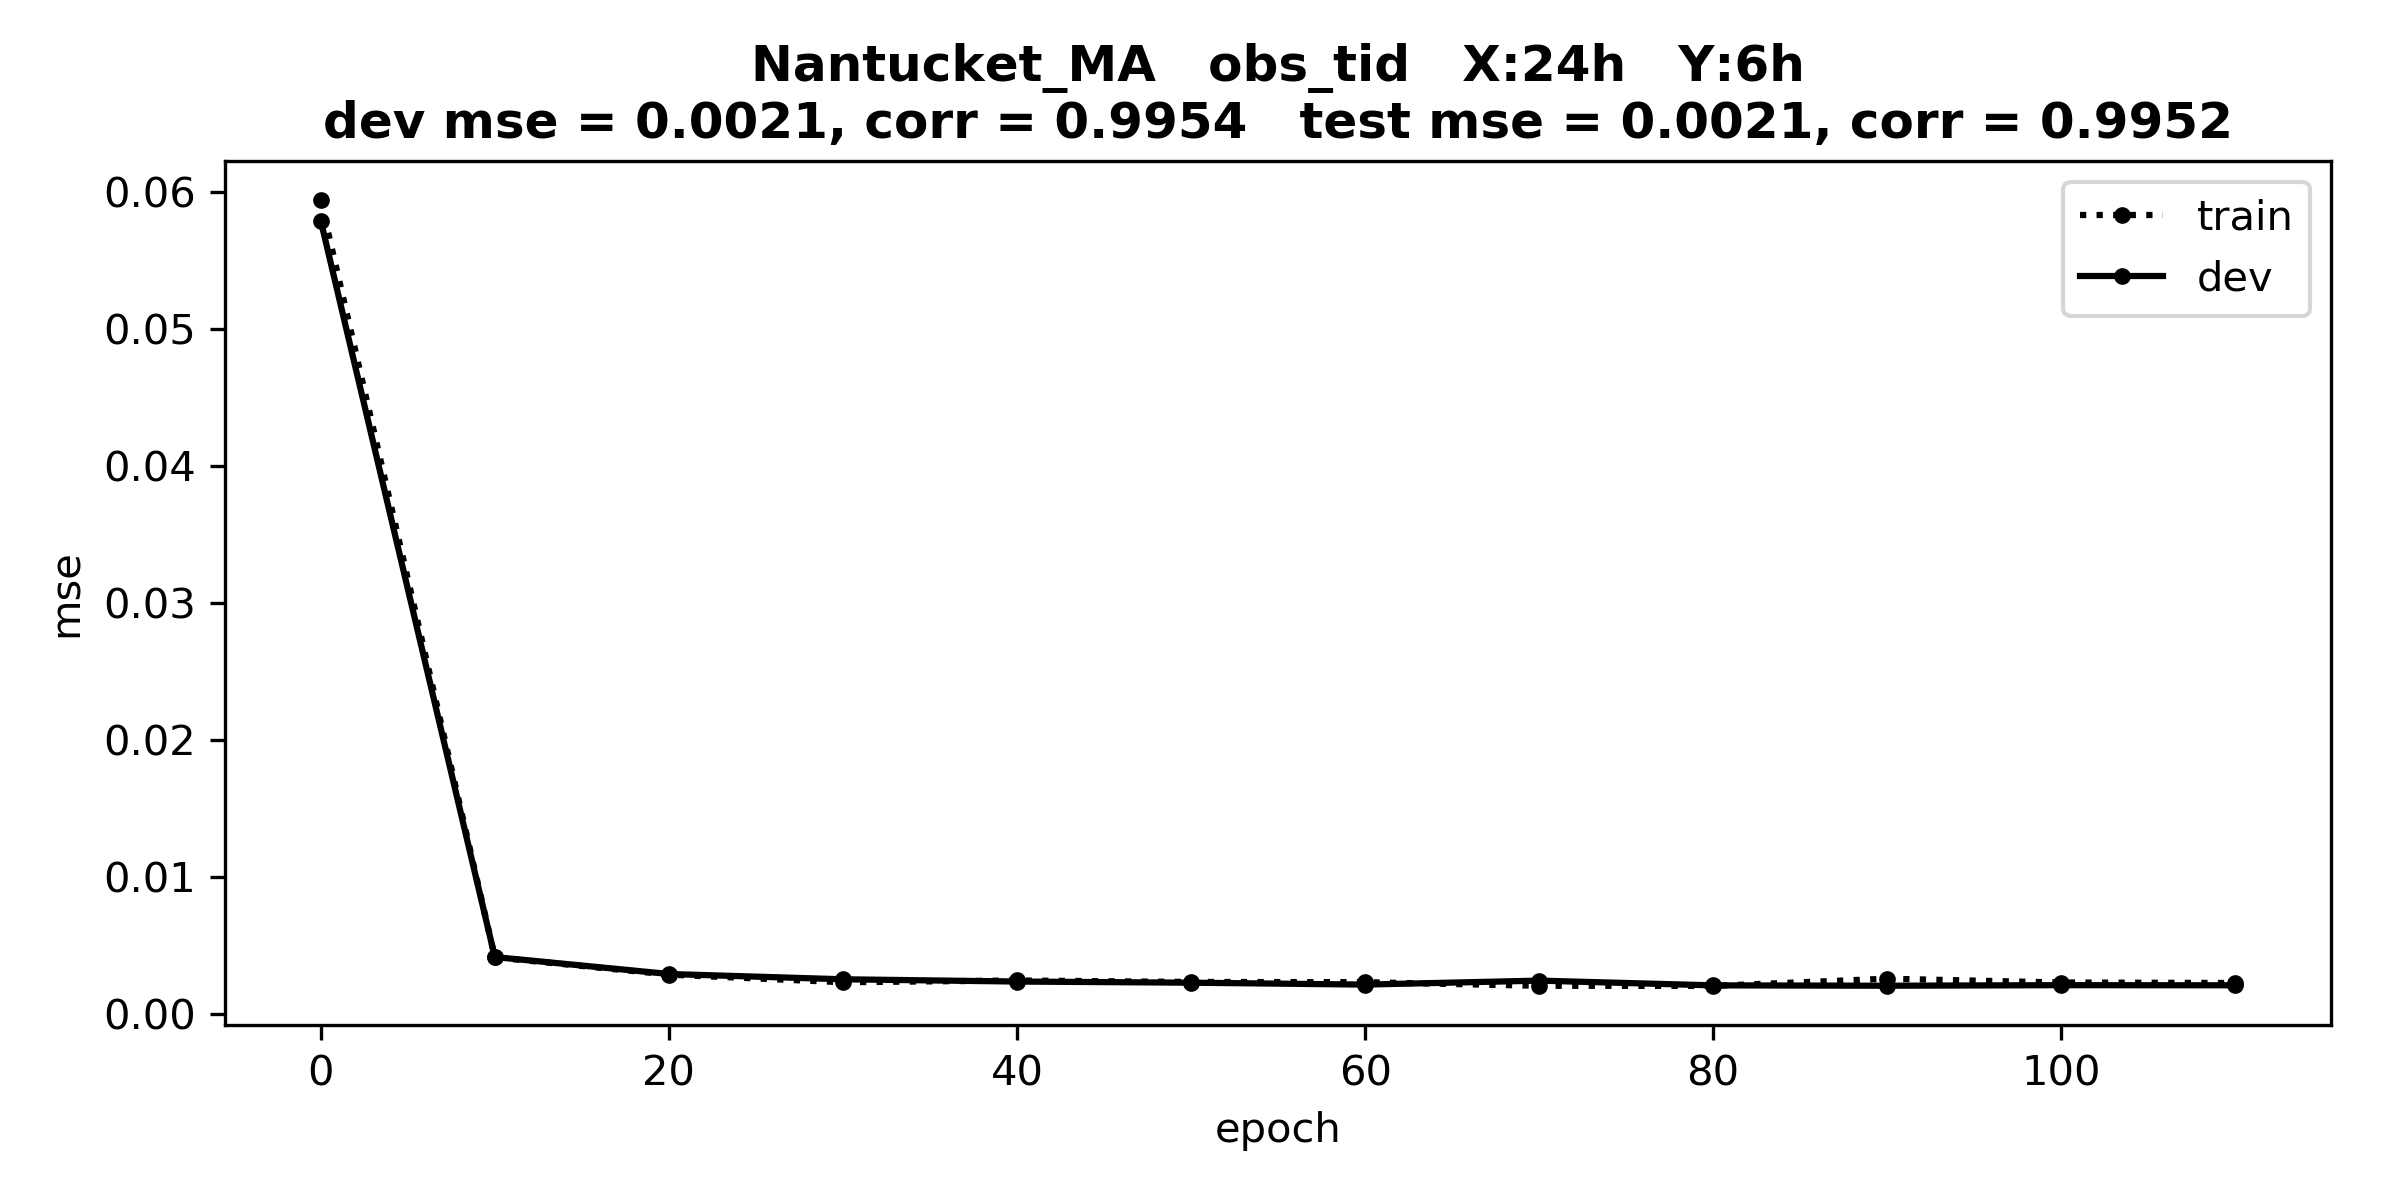 Nantucket_MA   obs_tid   X:24h   Y:6h
dev mse = 0.0021, corr = 0.9954   test mse = 0.0021, corr = 0.9952
train
dev
0.06
0.05
0.04
0.03
0.02
0.01
0.00
mse
0 20 40 60 80 100
epoch